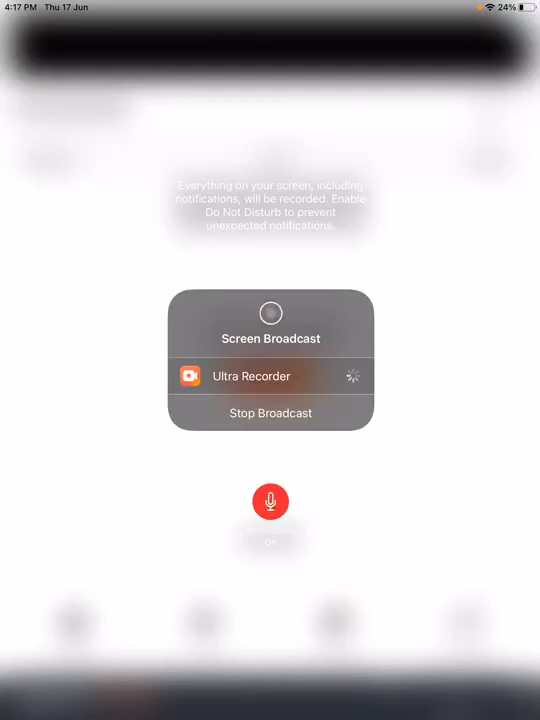 4:17 PM Thu 17 Jun 24%
Everything on your screen, including
notifications, will be recorded. Enable
Do Not Disturb to prevent
unexpected notifications.
Screen Broadcast
Ultra Recorder
Stop Broadcast
On